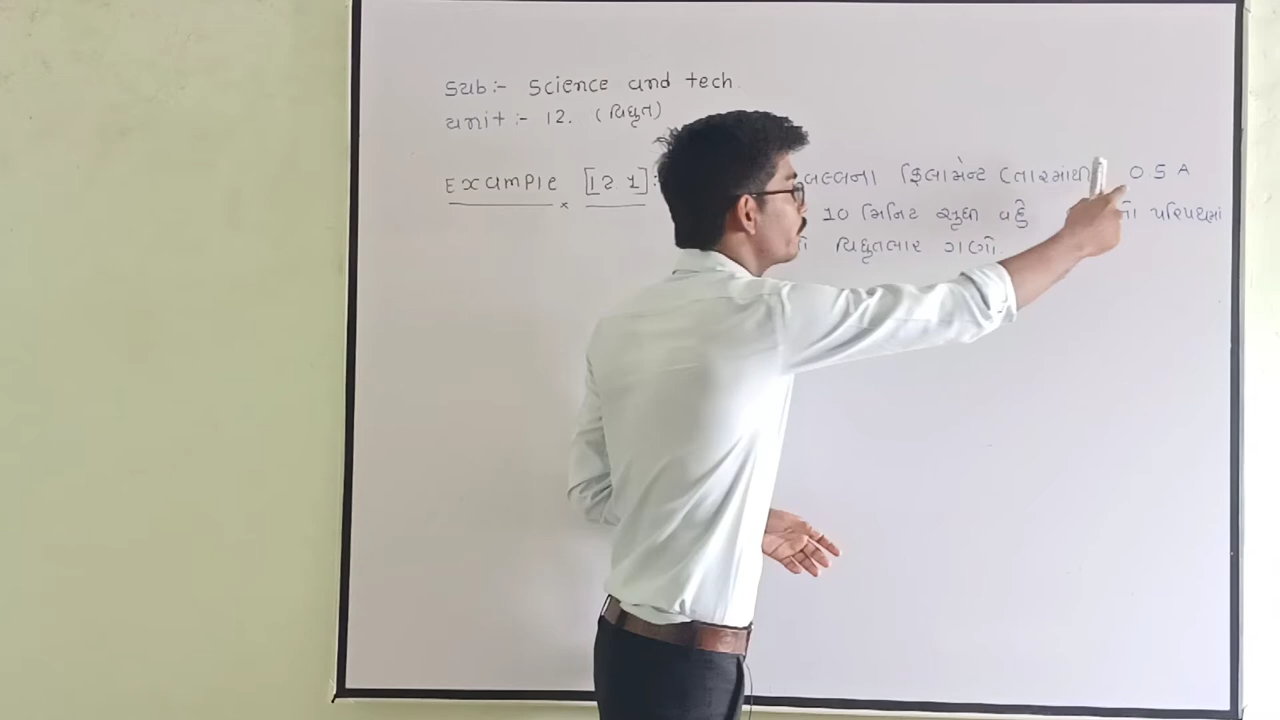 Sub:- Science and tech.
unit:- 12. (વિદ્યુત)
Example [12.1]: બલ્બના ફિલામેન્ટ (તારમાંથી 0.5 A
10 મિનિટ સુધી વહે પરિપથમાં
વિદ્યુતભાર ગણો.